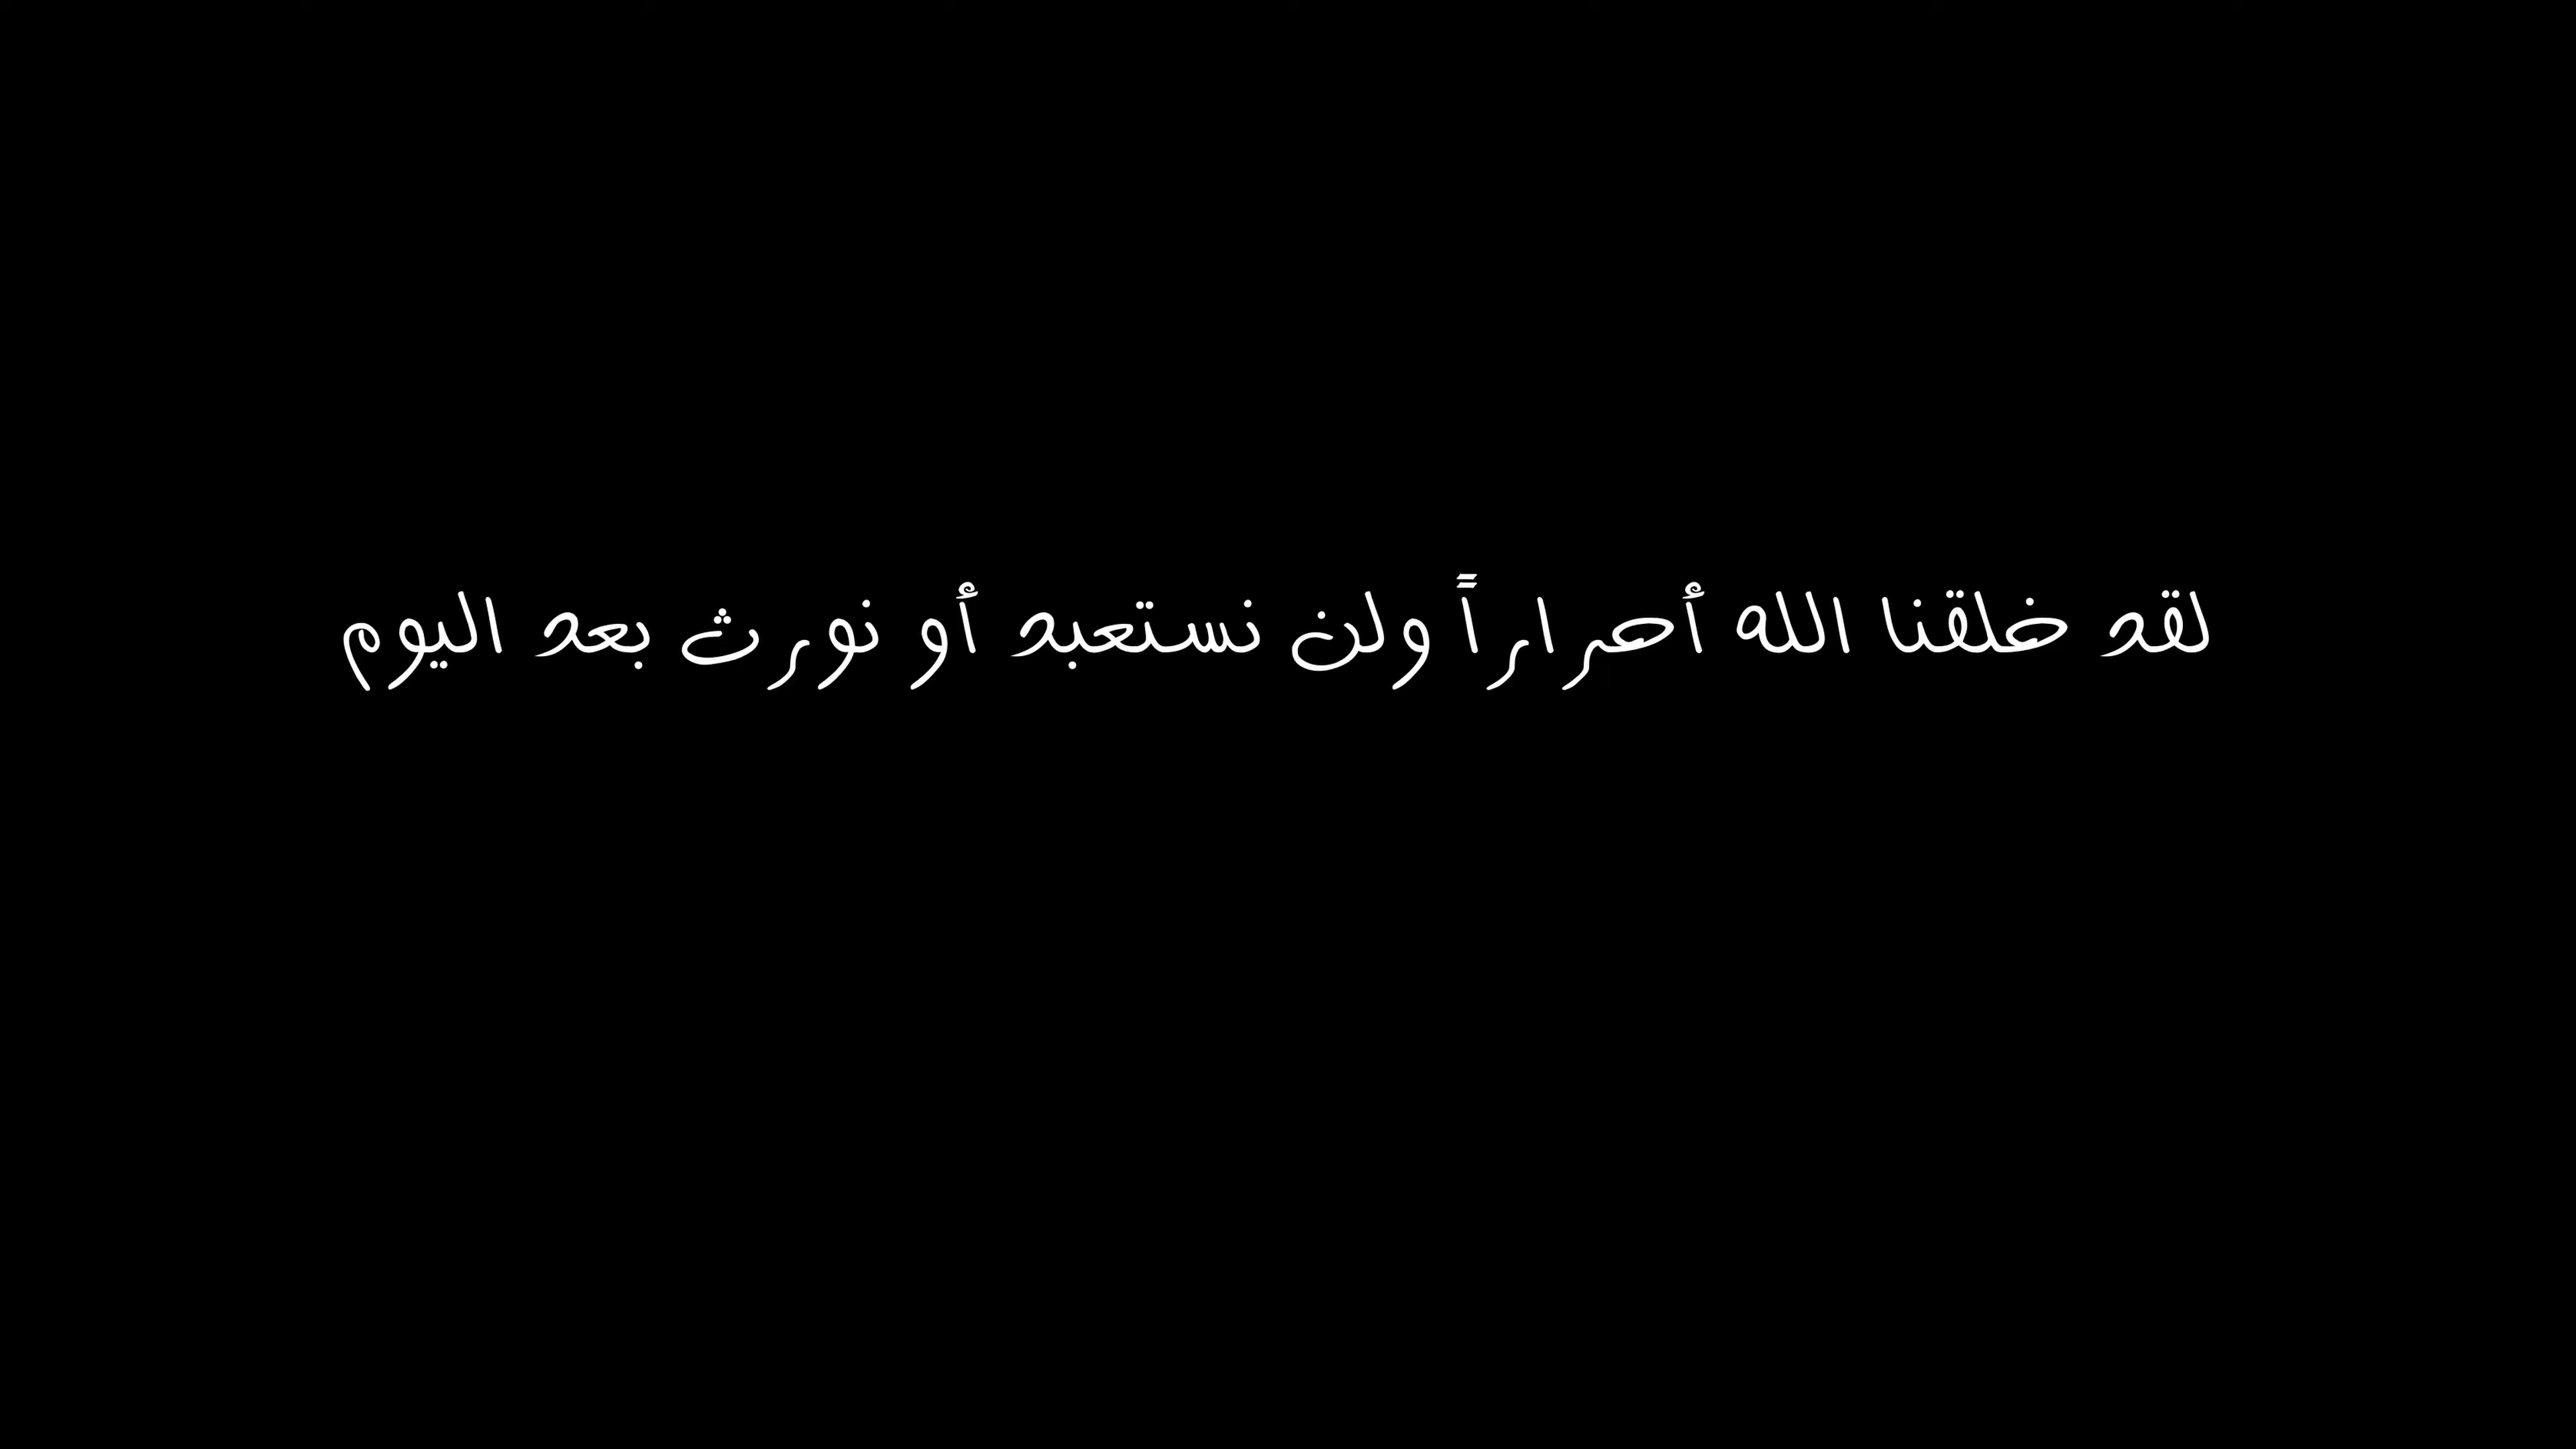 لقد خلقنا الله أحراراً ولن نستعبد أو نورث بعد اليوم